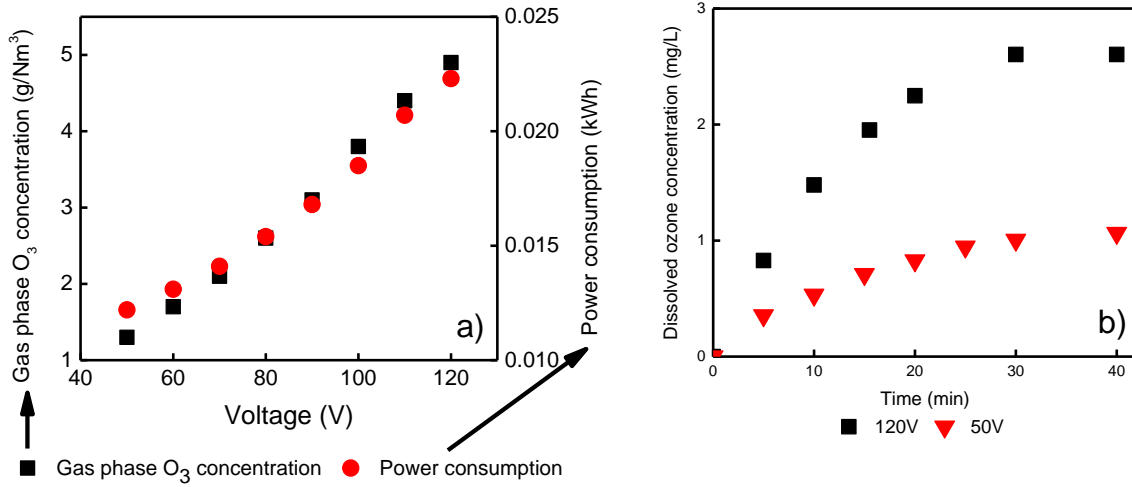 Gas phase O3 concentration (g/Nm3)
5
4
3
2
1
40 60 80 100 120
Voltage (V)
a)
0.025
0.020
0.015
0.010
Power consumption (kWh)
Gas phase O3 concentration Power consumption
Dissolved ozone concentration (mg/L)
3
2
1
0
0 10 20 30 40
Time (min)
b)
120V 50V